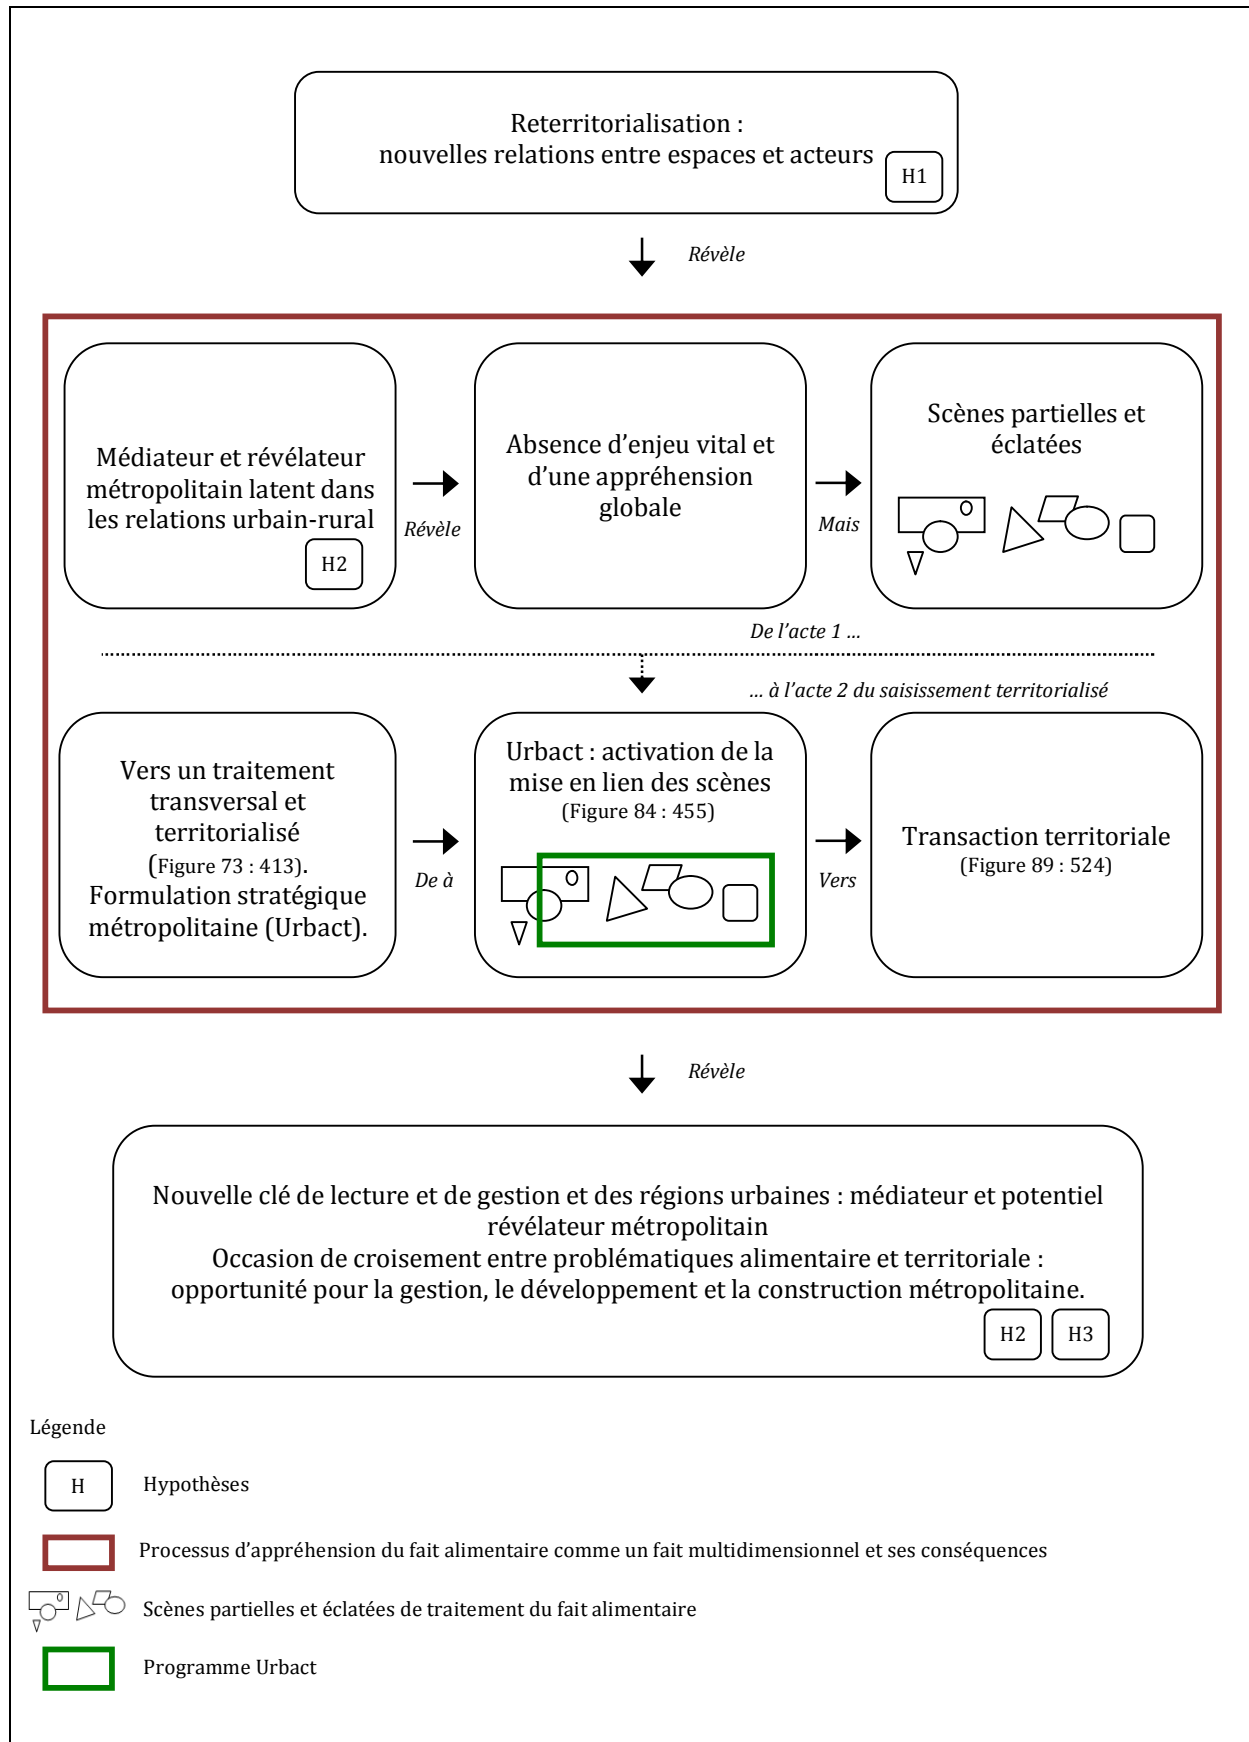 Reterritorialisation :
nouvelles relations entre espaces et acteurs
H1
Révèle
Médiateur et révélateur
métropolitain latent dans
les relations urbain-rural
H2
Révèle
Absence d’enjeu vital et
d’une appréhension
globale
Mais
Scènes partielles et
éclatées
De l’acte 1 ...
... à l’acte 2 du saisissement territorialisé
Vers un traitement
transversal et
territorialisé
(Figure 73 : 413).
Formulation stratégique
métropolitaine (Urbact).
De à
Urbact : activation de la
mise en lien des scènes
(Figure 84 : 455)
Vers
Transaction territoriale
(Figure 89 : 524)
Révèle
Nouvelle clé de lecture et de gestion et des régions urbaines : médiateur et potentiel
révélateur métropolitain
Occasion de croisement entre problématiques alimentaire et territoriale :
opportunité pour la gestion, le développement et la construction métropolitaine.
H2
H3
Légende
H
Hypothèses
Processus d’appréhension du fait alimentaire comme un fait multidimensionnel et ses conséquences
Scènes partielles et éclatées de traitement du fait alimentaire
Programme Urbact